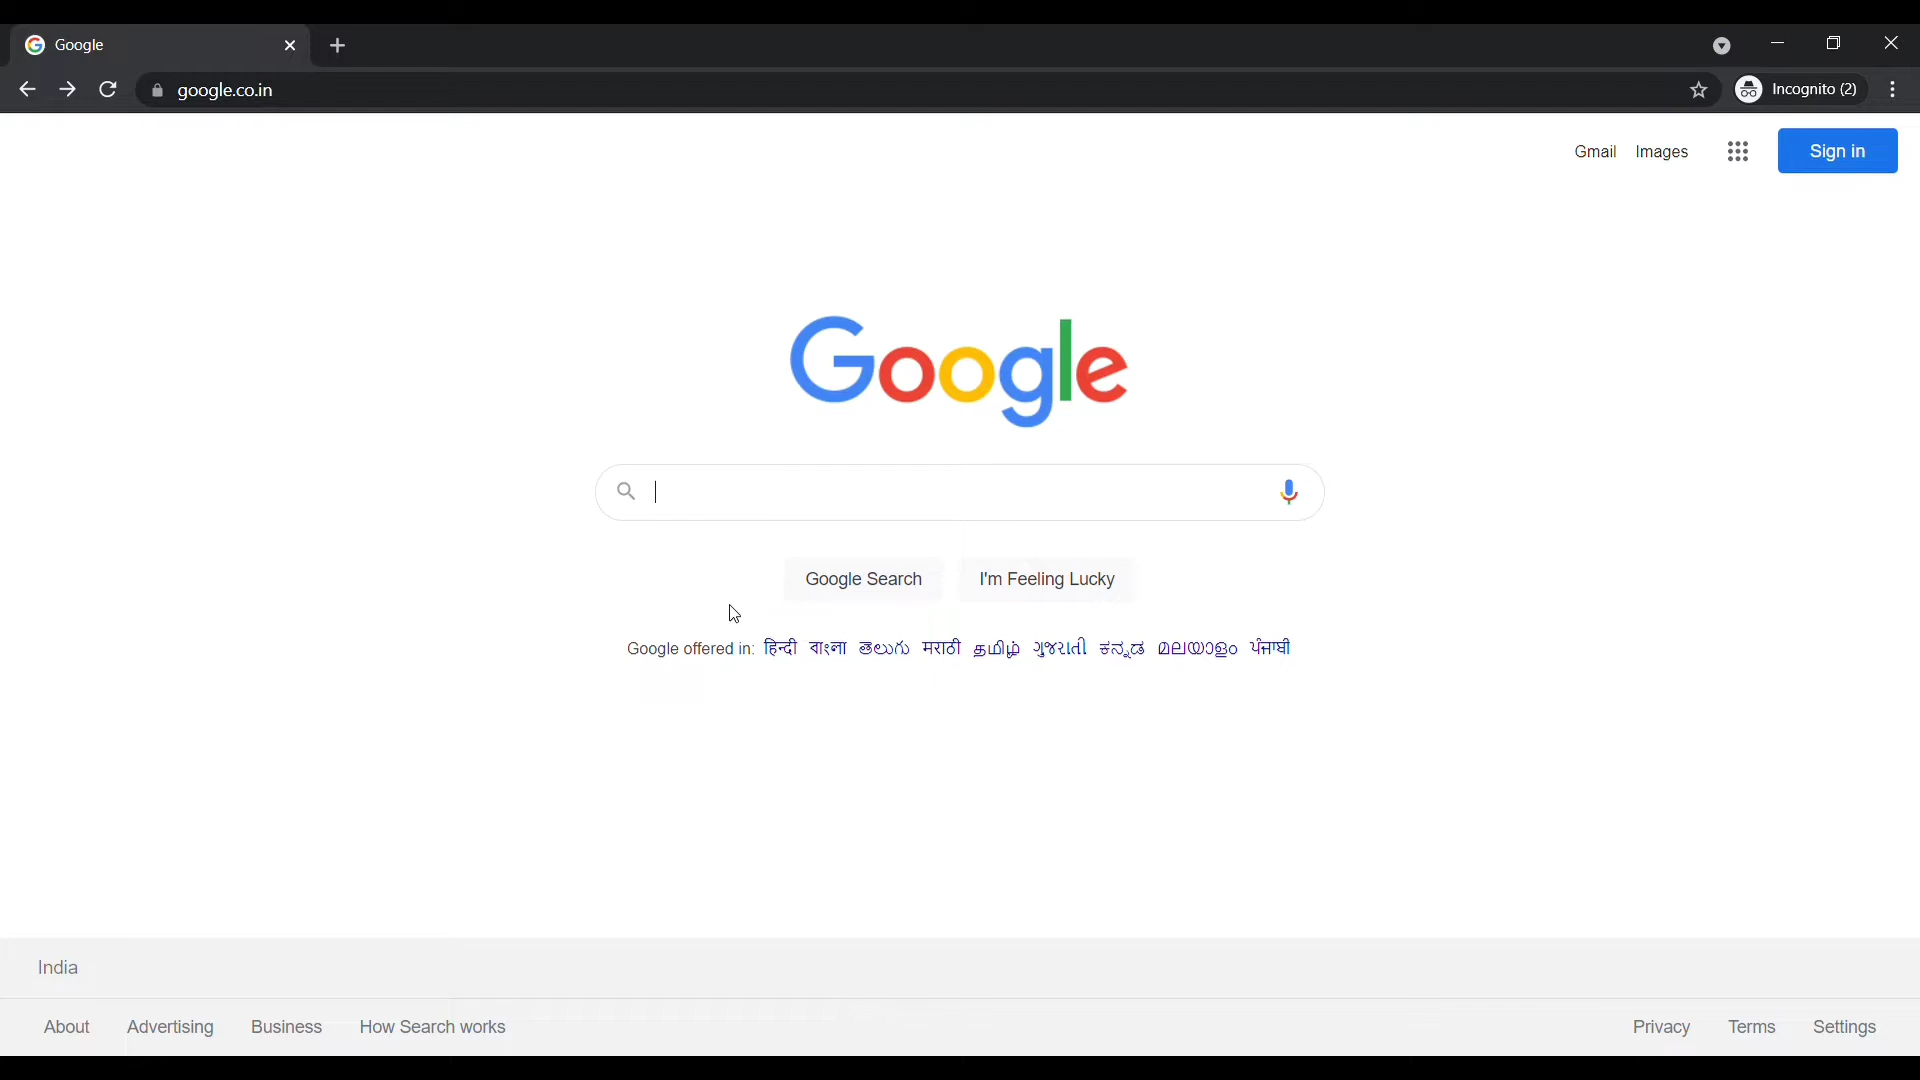 Google
google.co.in
Incognito (2)
Gmail Images Sign in
Google
Google Search I'm Feeling Lucky
Google offered in: हिन्दी বাংলা తెలుగు मराठी தமிழ் ગુજરાતી ಕನ್ನಡ മലയാളം ਪੰਜਾਬੀ
India
About Advertising Business How Search works Privacy Terms Settings